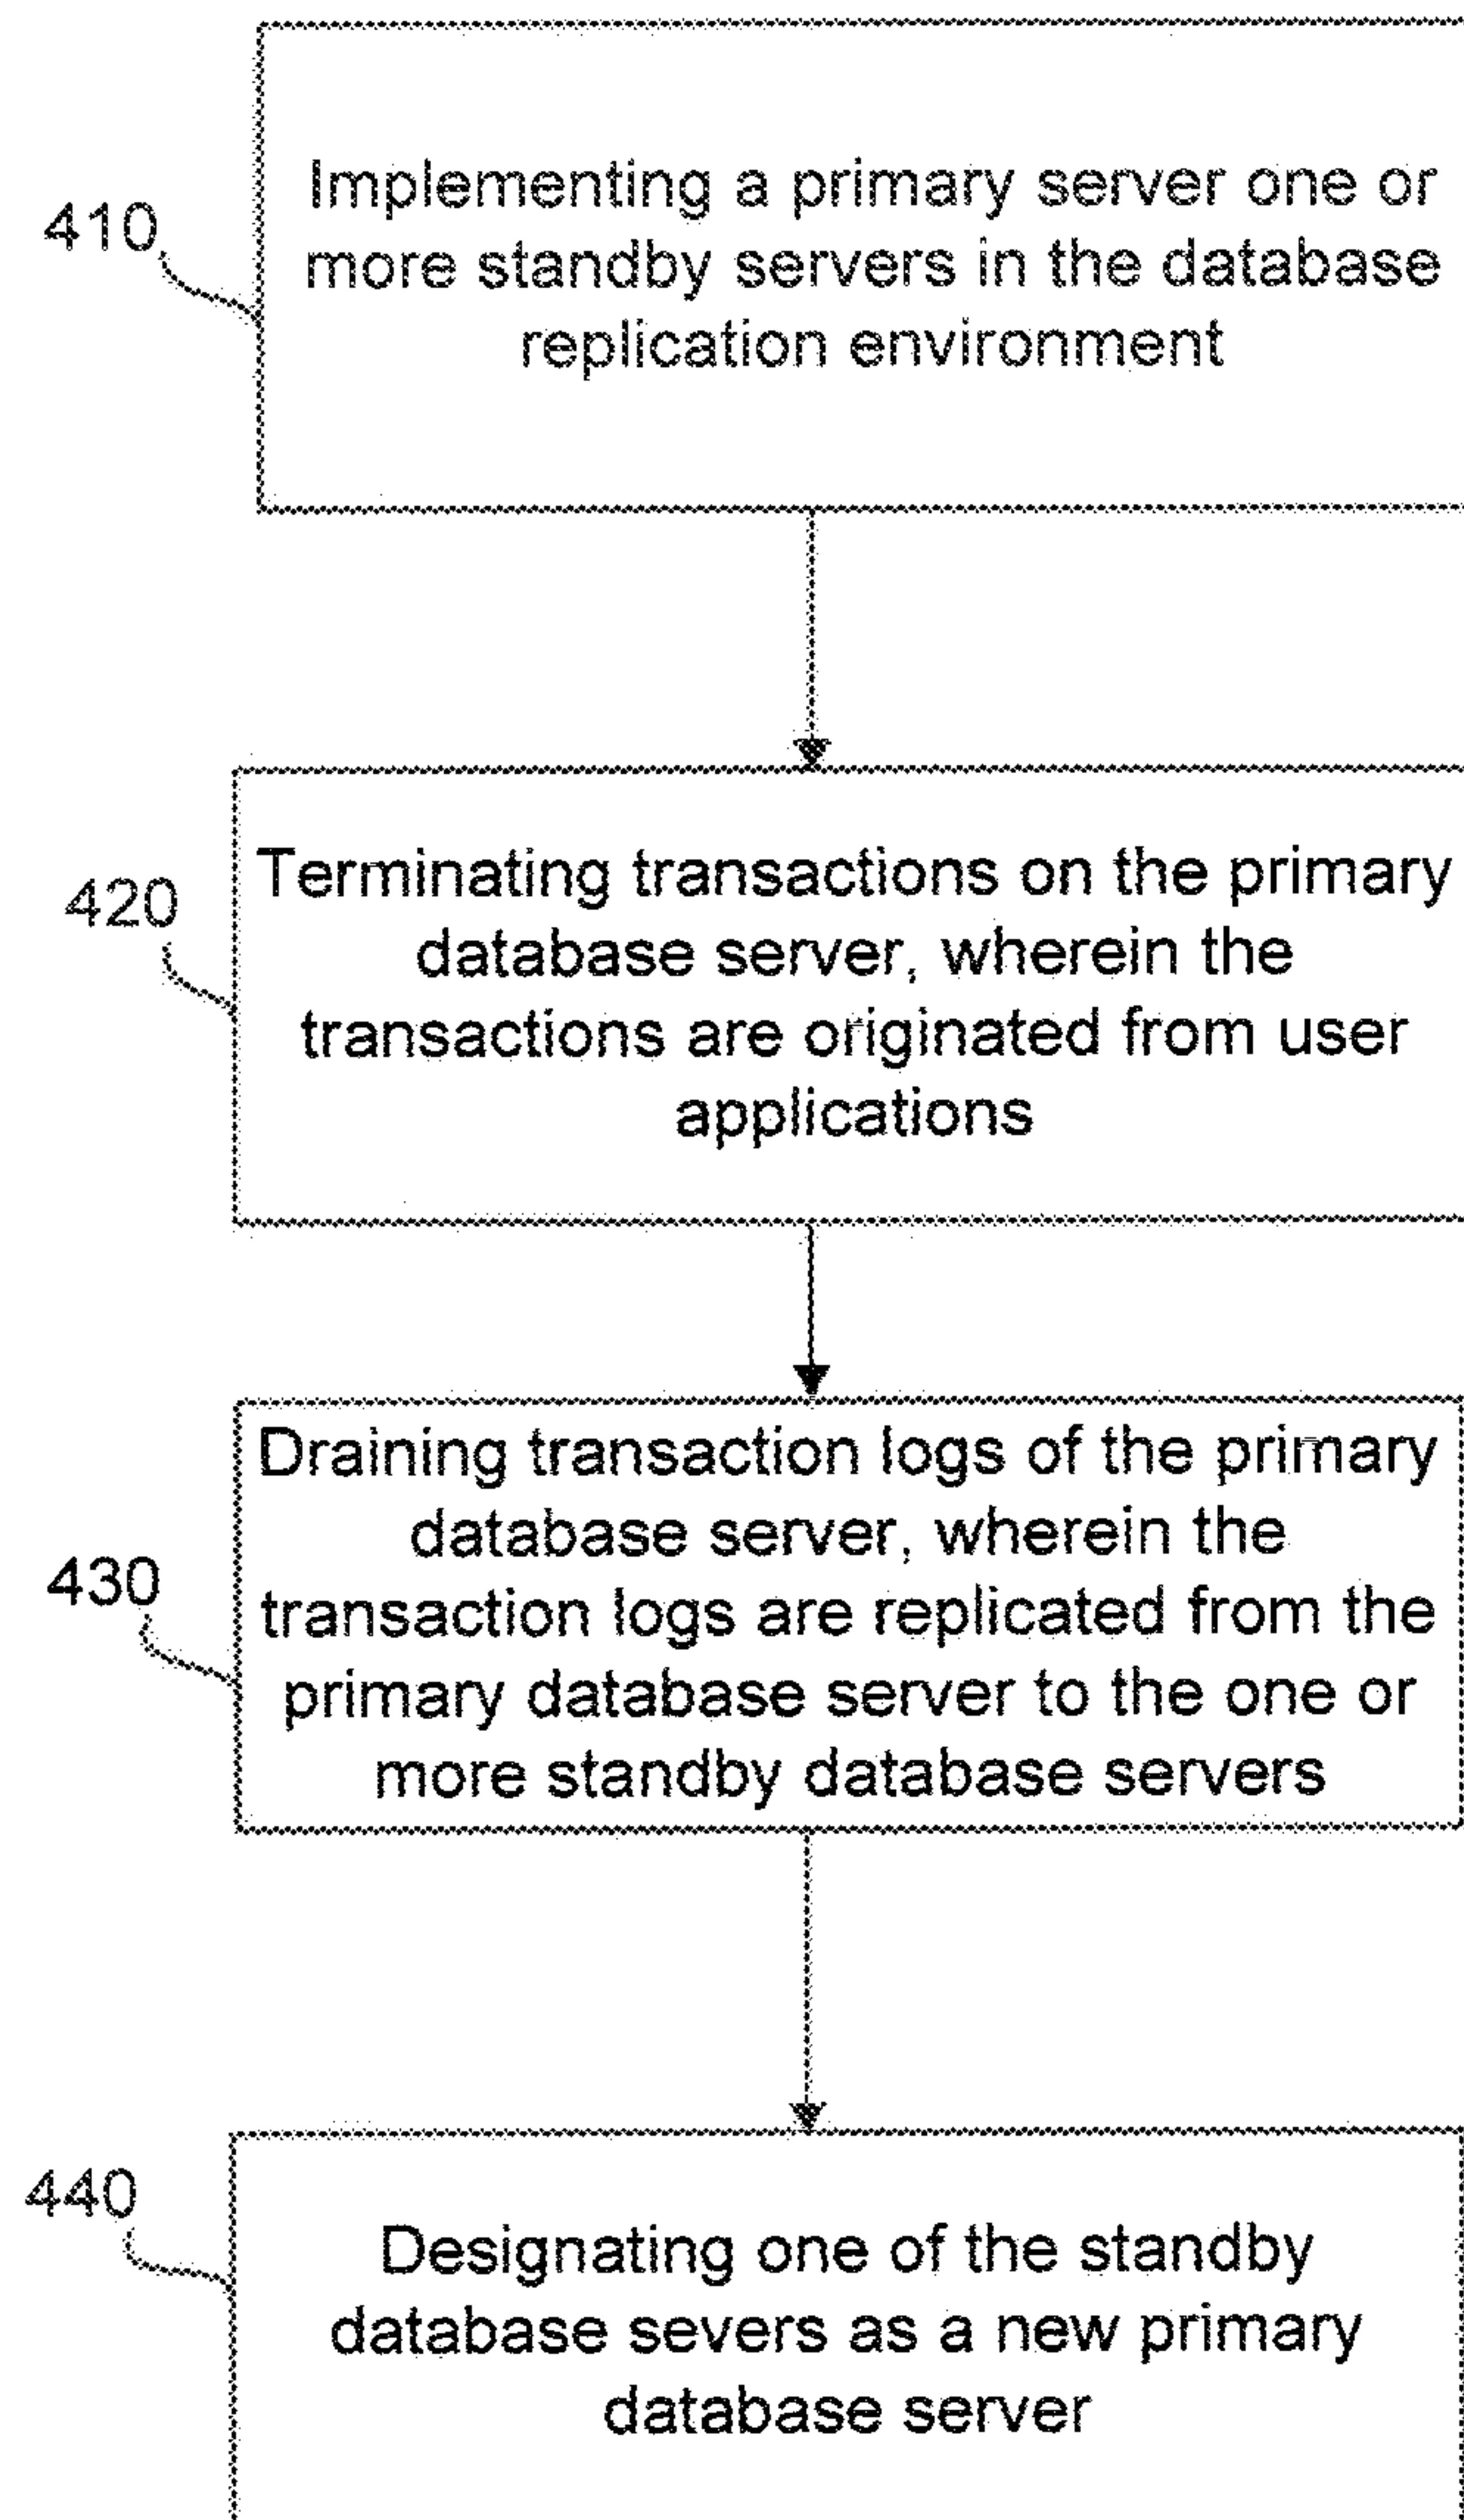 410
Implementing a primary server one or
more standby servers in the database
replication environment
420
Terminating transactions on the primary
database server, wherein the
transactions are originated from user
applications
430
Draining transaction logs of the primary
database server, wherein the
transaction logs are replicated from the
primary database server to the one or
more standby database servers
440
Designating one of the standby
database severs as a new primary
database server